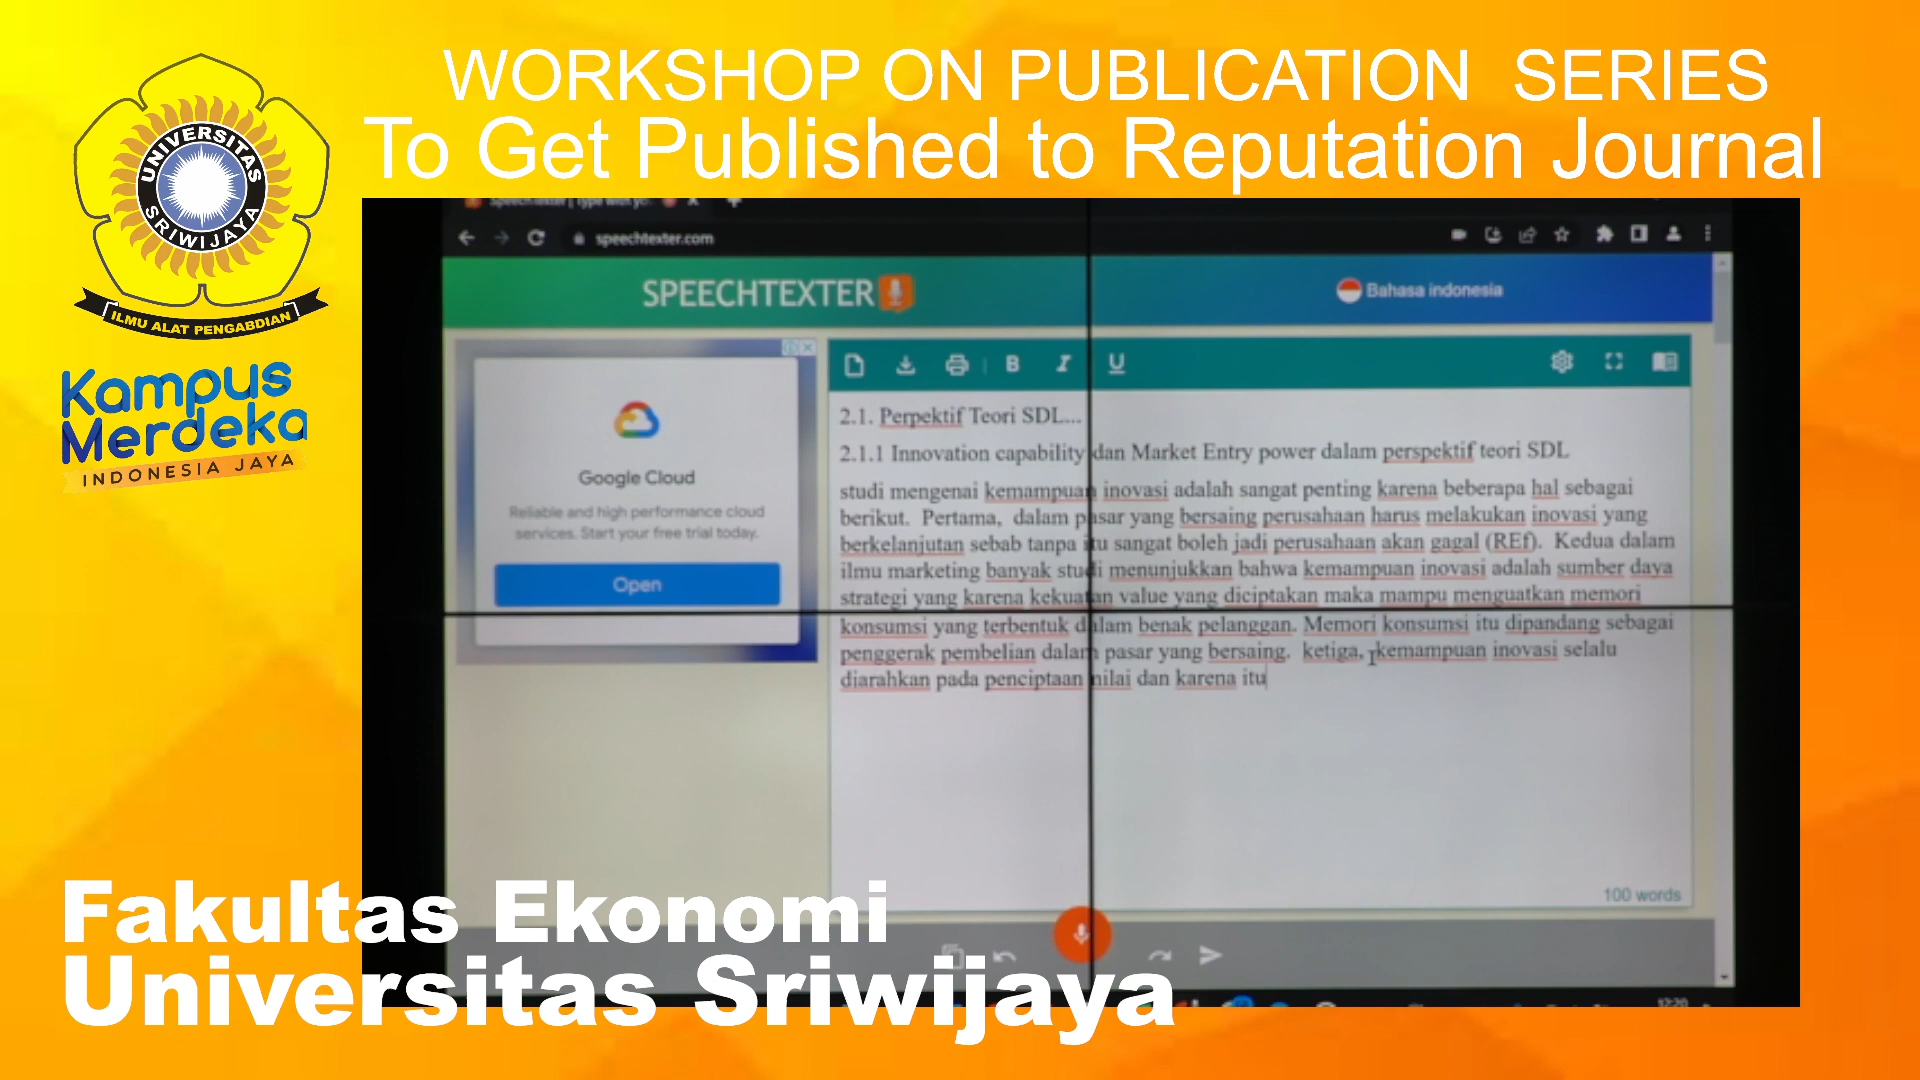 WORKSHOP ON PUBLICATION SERIES
To Get Published to Reputation Journal
UNIVERSITAS
SRIWIJAYA
ILMU ALAT PENGABDIAN
Kampus
Merdeka
INDONESIA JAYA
speechtexter.com
SPEECHTEXTER
Bahasa indonesia
Google Cloud
Reliable and high performance cloud
services. Start your free trial today.
Open
B I U
2.1. Perpektif Teori SDL...
2.1.1 Innovation capability dan Market Entry power dalam perspektif teori SDL
studi mengenai kemampuan inovasi adalah sangat penting karena beberapa hal sebagai
berikut. Pertama, dalam pasar yang bersaing perusahaan harus melakukan inovasi yang
berkelanjutan sebab tanpa itu sangat boleh jadi perusahaan akan gagal (REf). Kedua dalam
ilmu marketing banyak studi menunjukkan bahwa kemampuan inovasi adalah sumber daya
strategi yang karena kekuatan value yang diciptakan maka mampu menguatkan memori
konsumsi yang terbentuk dalam benak pelanggan. Memori konsumsi itu dipandang sebagai
penggerak pembelian dalam pasar yang bersaing. ketiga, kemampuan inovasi selalu
diarahkan pada penciptaan nilai dan karena itu
100 words
12:20
Fakultas Ekonomi
Universitas Sriwijaya